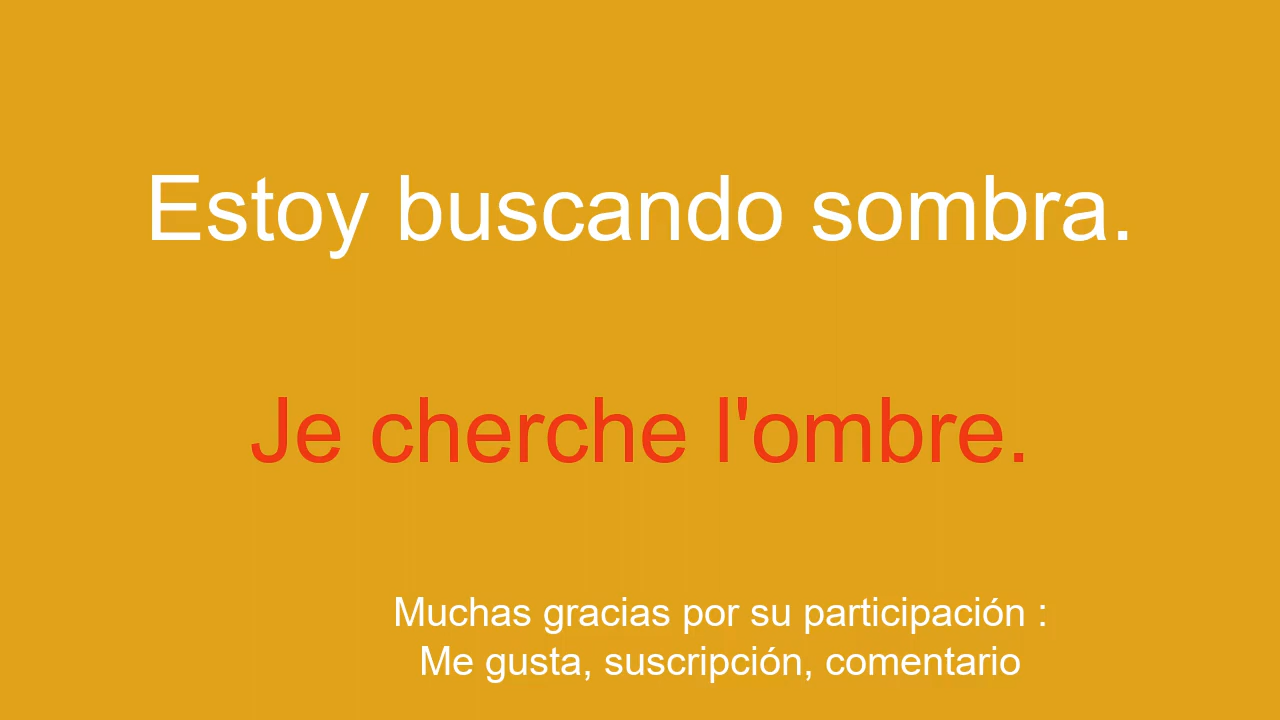 Estoy buscando sombra.
Je cherche l'ombre.
Muchas gracias por su participación :
Me gusta, suscripción, comentario